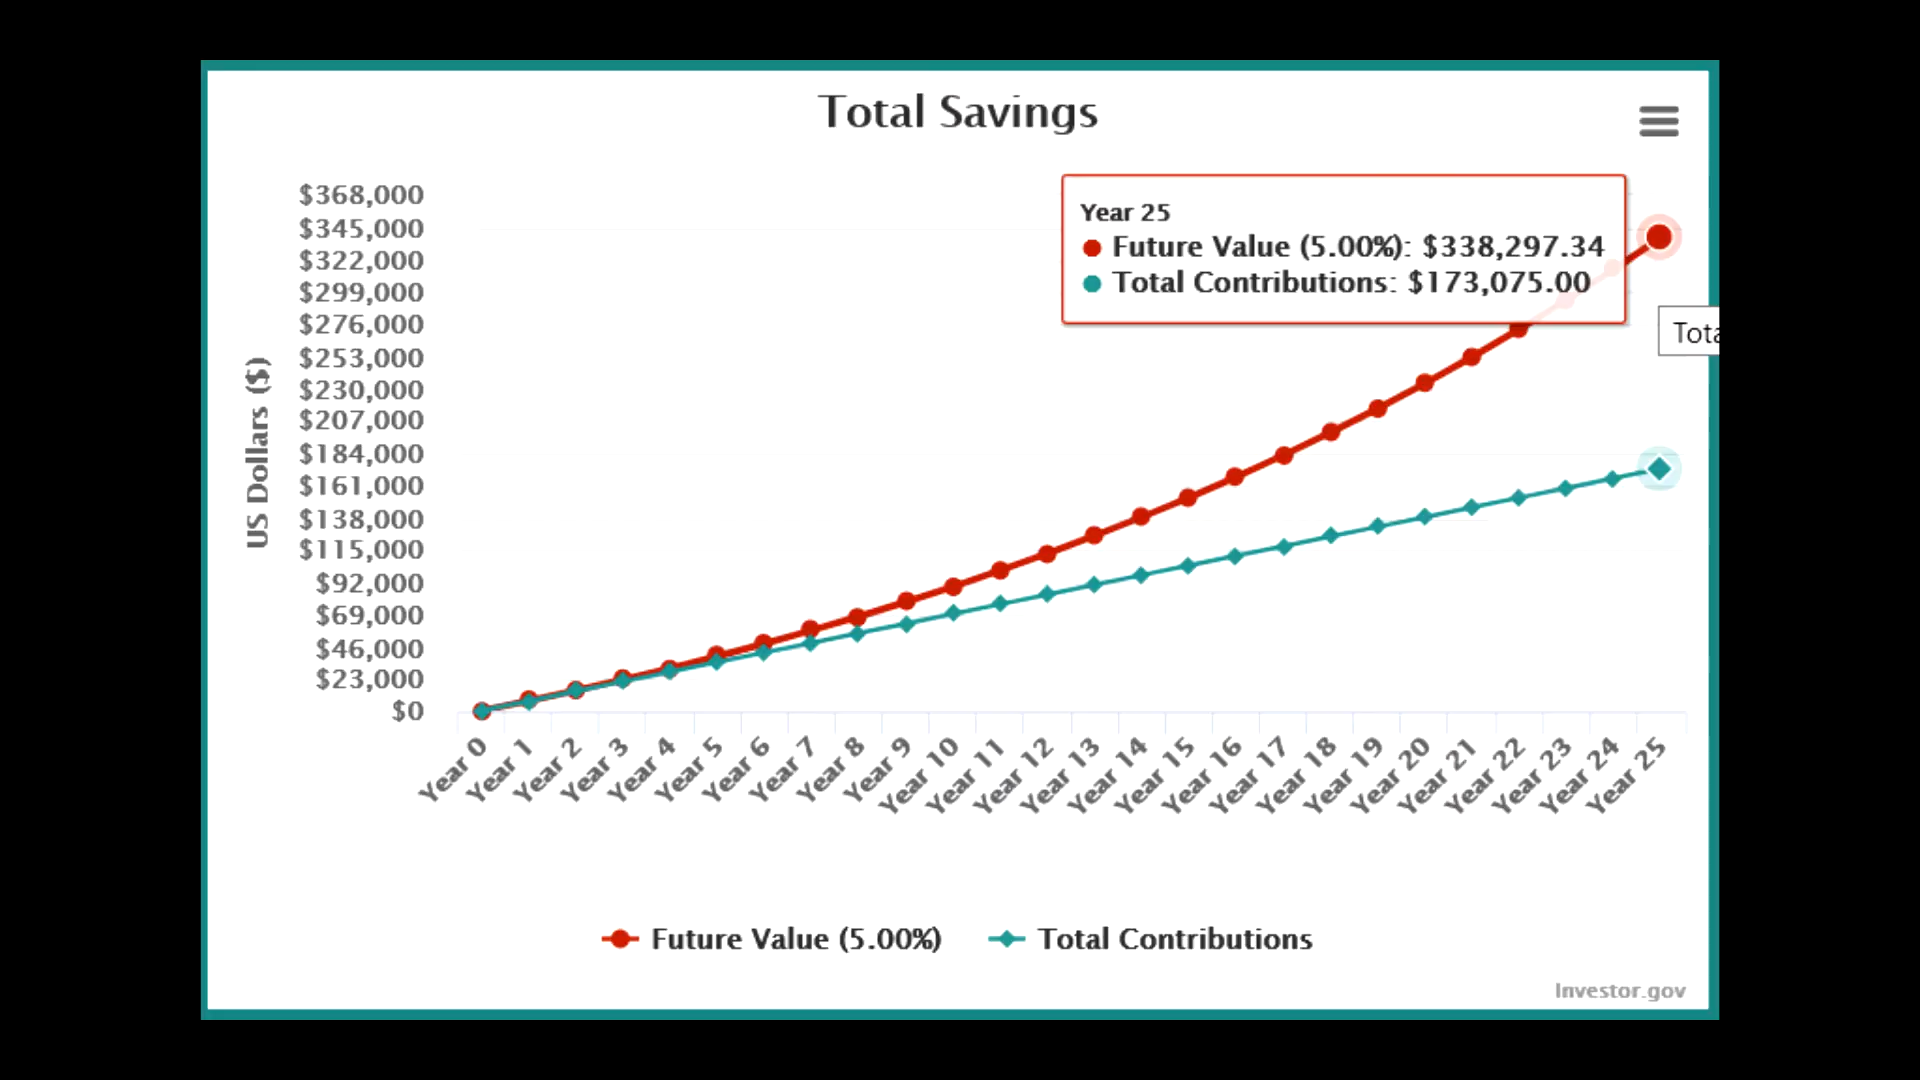 Total Savings
$368,000
$345,000
$322,000
$299,000
$276,000
$253,000
$230,000
$207,000
$184,000
$161,000
$138,000
$115,000
$92,000
$69,000
$46,000
$23,000
$0
US Dollars ($)
Year 25
Future Value (5.00%): $338,297.34
Total Contributions: $173,075.00
Tota
Year 0
Year 1
Year 2
Year 3
Year 4
Year 5
Year 6
Year 7
Year 8
Year 9
Year 10
Year 11
Year 12
Year 13
Year 14
Year 15
Year 16
Year 17
Year 18
Year 19
Year 20
Year 21
Year 22
Year 23
Year 24
Year 25
Future Value (5.00%)
Total Contributions
Investor.gov